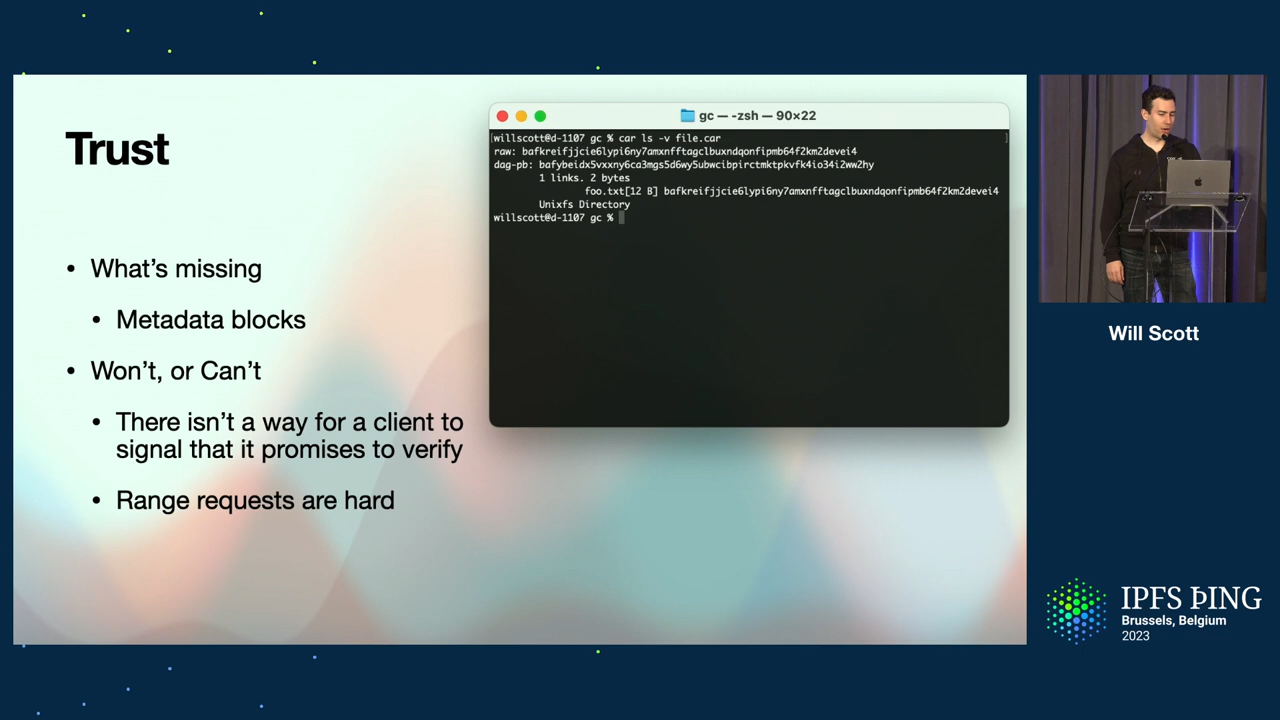 Trust
• What's missing
• Metadata blocks
• Won't, or Can't
• There isn't a way for a client to
signal that it promises to verify
• Range requests are hard
gc — -zsh — 90×22
[willscott@d-1107 gc % car ls -v file.car ]
raw: bafkreifjjcie6lypi6ny7amxnfftagclbuxndqonfipmb64f2km2devei4
dag-pb: bafybeidx5vxxny6ca3mgs5d6wy5ubwcibpirctmktpkvfk4io34i2ww2hy
1 links. 2 bytes
foo.txt[12 B] bafkreifjjcie6lypi6ny7amxnfftagclbuxndqonfipmb64f2km2devei4
Unixfs Directory
willscott@d-1107 gc %
Will Scott
IPFS ÞING
Brussels, Belgium
2023